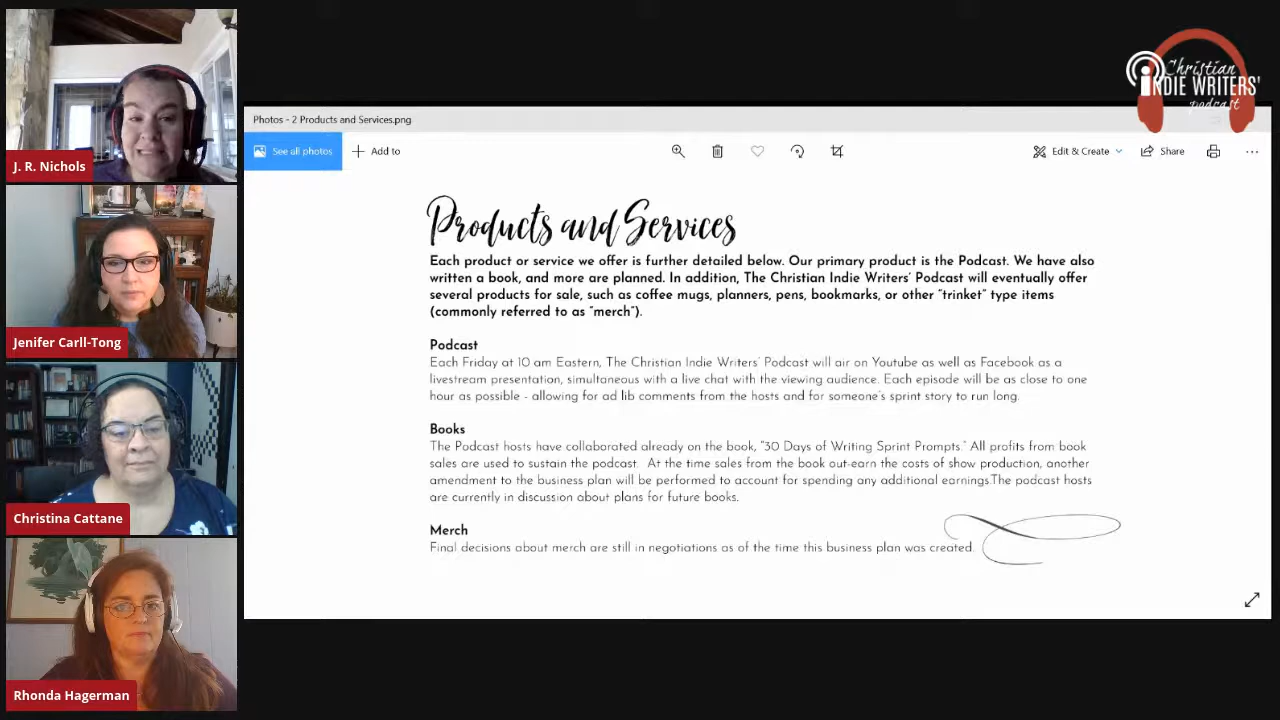 J. R. Nichols
Jenifer Carll-Tong
Christina Cattane
Rhonda Hagerman
Christian
INDIE WRITERS'
podcast
Photos - 2 Products and Services.png
See all photos
Add to
Edit & Create
Share
Products and Services
Each product or service we offer is further detailed below. Our primary product is the Podcast. We have also
written a book, and more are planned. In addition, The Christian Indie Writers' Podcast will eventually offer
several products for sale, such as coffee mugs, planners, pens, bookmarks, or other "trinket" type items
(commonly referred to as "merch").
Podcast
Each Friday at 10 am Eastern, The Christian Indie Writers' Podcast will air on Youtube as well as Facebook as a
livestream presentation, simultaneous with a live chat with the viewing audience. Each episode will be as close to one
hour as possible - allowing for ad lib comments from the hosts and for someone's sprint story to run long.
Books
The Podcast hosts have collaborated already on the book, "30 Days of Writing Sprint Prompts." All profits from book
sales are used to sustain the podcast. At the time sales from the book out-earn the costs of show production, another
amendment to the business plan will be performed to account for spending any additional earnings.The podcast hosts
are currently in discussion about plans for future books.
Merch
Final decisions about merch are still in negotiations as of the time this business plan was created.